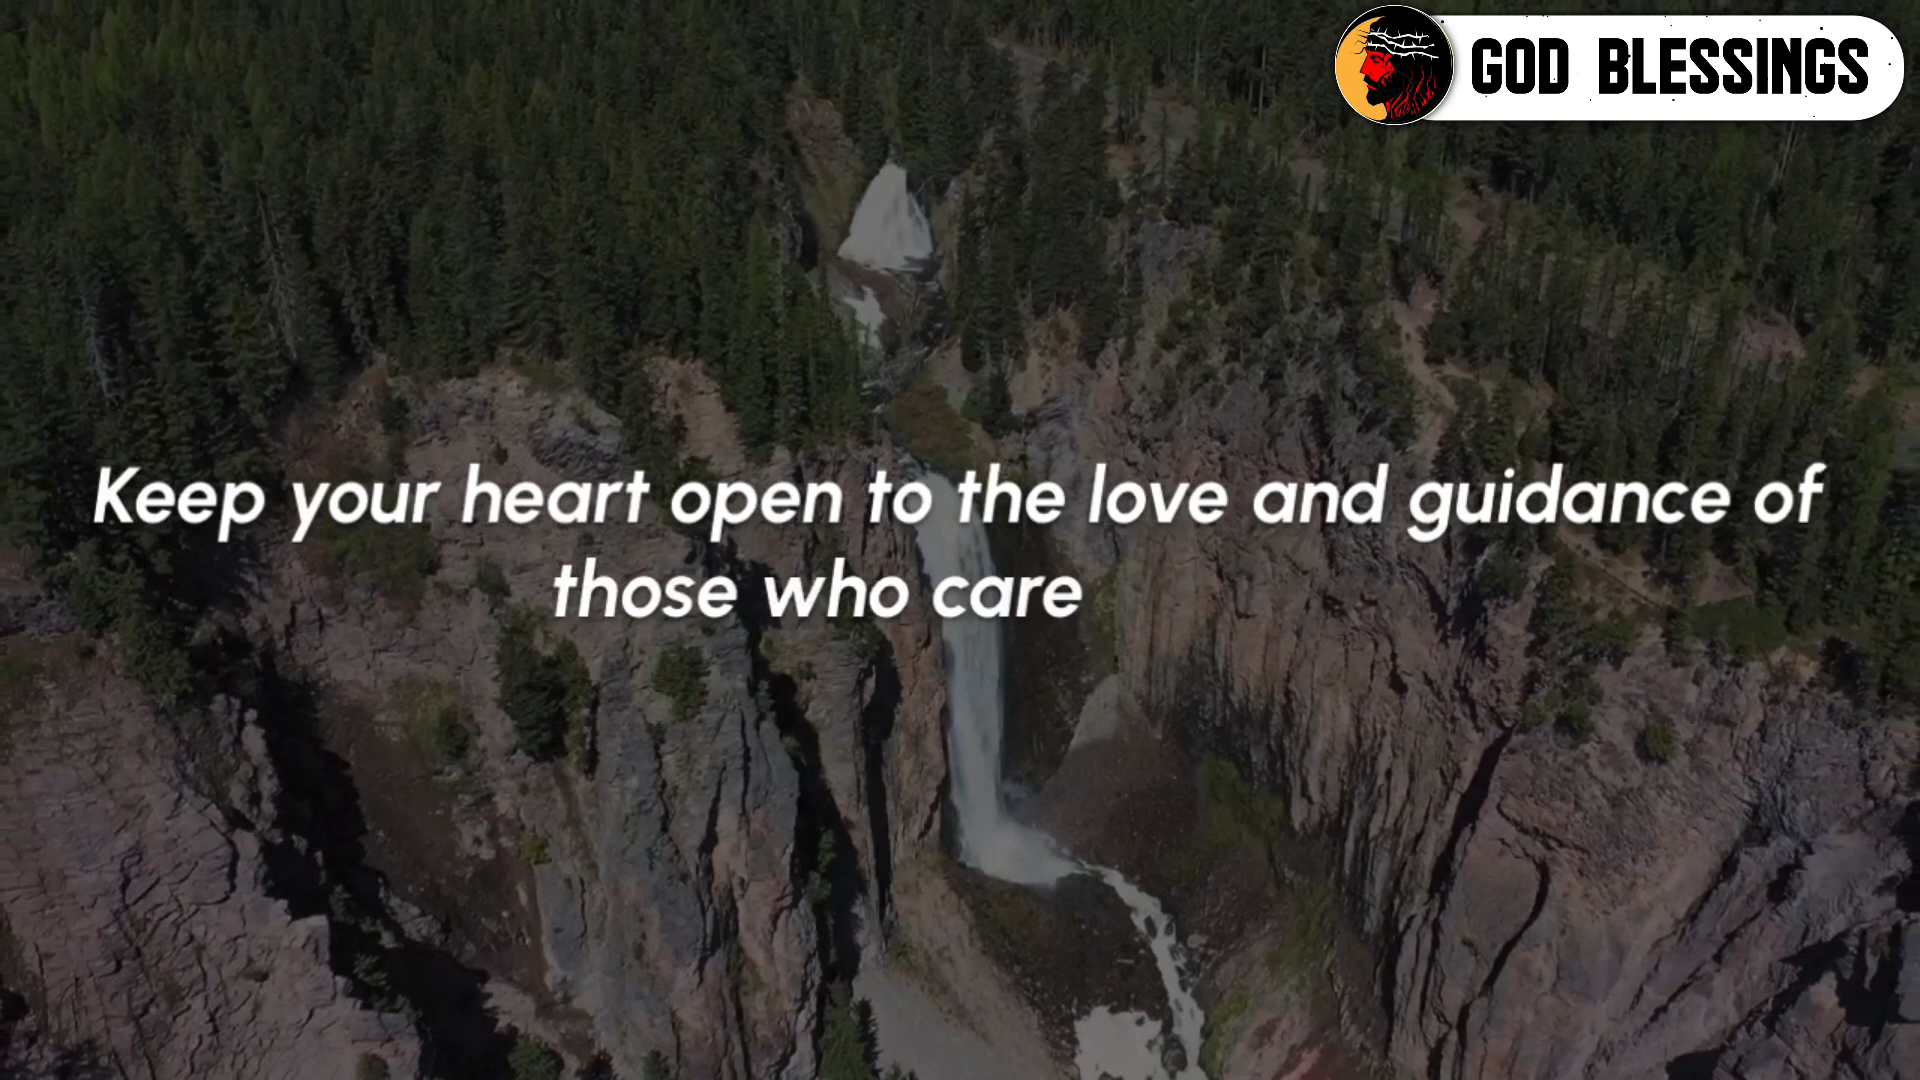 GOD BLESSINGS
Keep your heart open to the love and guidance of
those who care